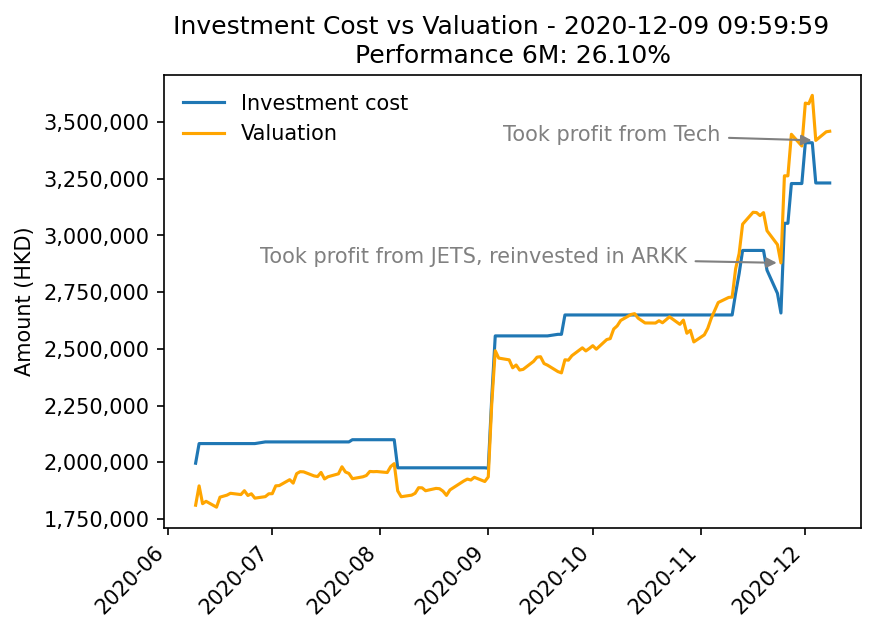 Investment Cost vs Valuation - 2020-12-09 09:59:59
Performance 6M: 26.10%
Investment cost
Valuation
Took profit from Tech
Took profit from JETS, reinvested in ARKK
Amount (HKD)
3,500,000
3,250,000
3,000,000
2,750,000
2,500,000
2,250,000
2,000,000
1,750,000
2020-06
2020-07
2020-08
2020-09
2020-10
2020-11
2020-12